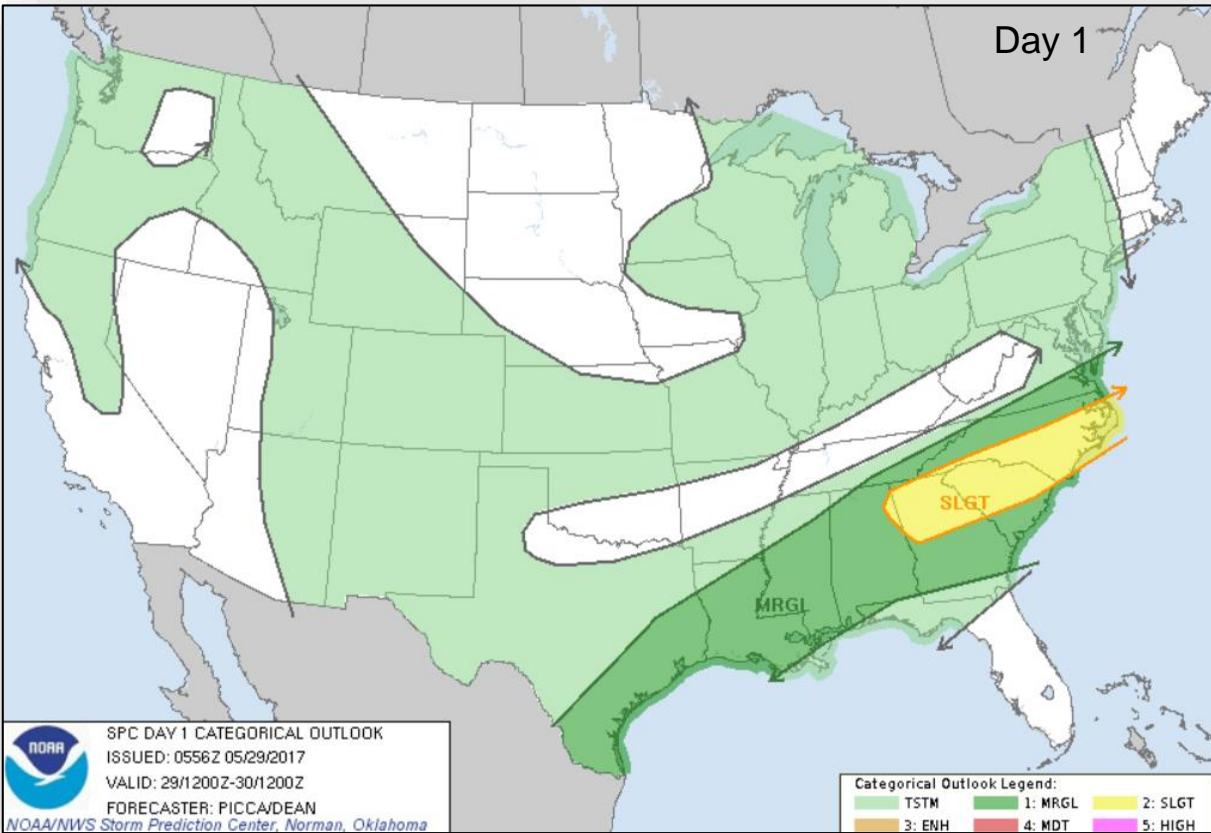 Day 1
SLGT
MRGL
NOAA
SPC DAY 1 CATEGORICAL OUTLOOK
ISSUED: 0556Z 05/29/2017
VALID: 29/1200Z-30/1200Z
FORECASTER: PICCA/DEAN
NOAA/NWS Storm Prediction Center, Norman, Oklahoma
Categorical Outlook Legend:
TSTM 1: MRGL 2: SLGT
3: ENH 4: MDT 5: HIGH